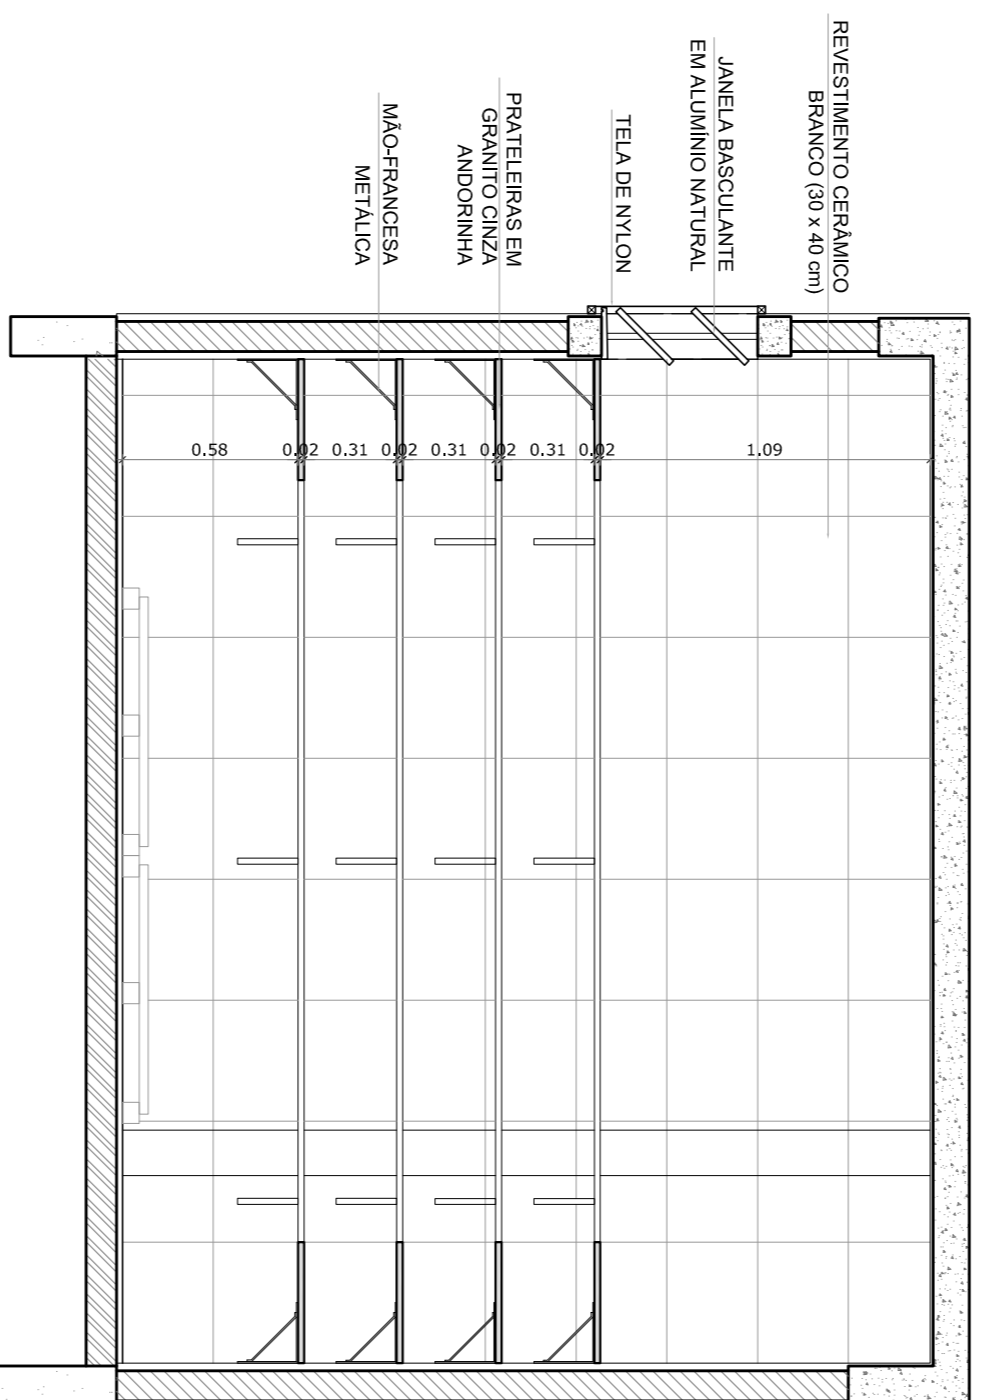 REVESTIMENTO CERÂMICO
BRANCO (30 x 40 cm)
JANELA BASCULANTE
EM ALUMÍNIO NATURAL
TELA DE NYLON
PRATELEIRAS EM
GRANITO CINZA
ANDORINHA
MÃO-FRANCESA
METÁLICA
0.58 0.02 0.31 0.02 0.31 0.02 0.31 0.02 1.09